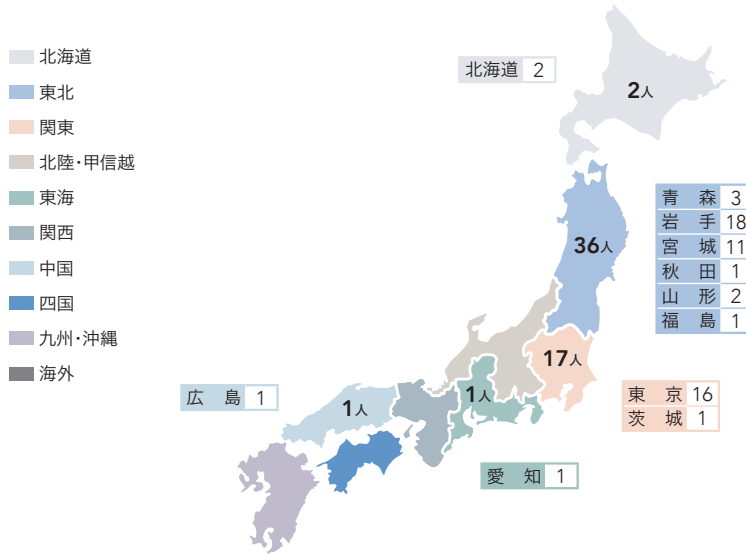 北海道
東北
関東
北陸・甲信越
東海
関西
中国
四国
九州・沖縄
海外
北海道 2
2人
36人
青森 3
岩手 18
宮城 11
秋田 1
山形 2
福島 1
17人
東京 16
茨城 1
1人
愛知 1
広島 1
1人